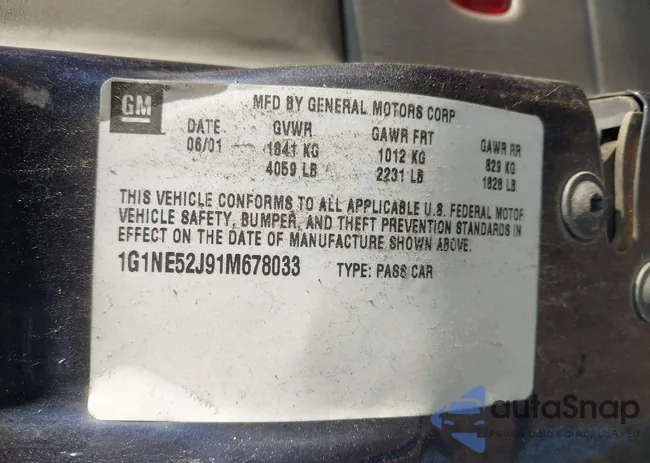 GM
MFD BY GENERAL MOTORS CORP
DATE GVWR GAWR FRT GAWR RR
06/01 1841 KG 1012 KG 829 KG
4059 LB 2231 LB 1828 LB
THIS VEHICLE CONFORMS TO ALL APPLICABLE U.S. FEDERAL MOTOR
VEHICLE SAFETY, BUMPER, AND THEFT PREVENTION STANDARDS IN
EFFECT ON THE DATE OF MANUFACTURE SHOWN ABOVE.
1G1NE52J91M678033 TYPE: PASS CAR
autoSnap